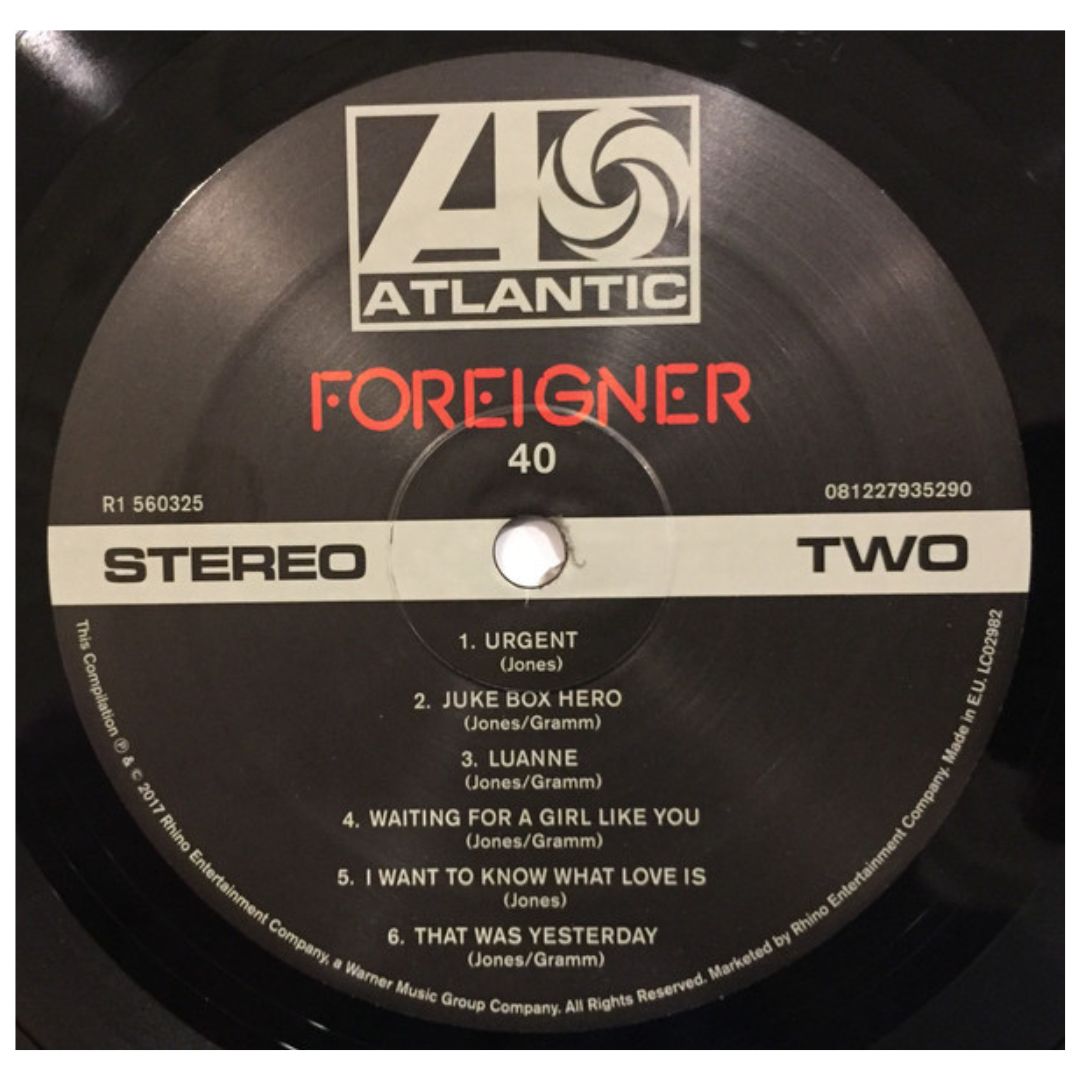 ATLANTIC
FOREIGNER
40
R1 560325
081227935290
STEREO
TWO
1. URGENT
(Jones)
2. JUKE BOX HERO
(Jones/Gramm)
3. LUANNE
(Jones/Gramm)
4. WAITING FOR A GIRL LIKE YOU
(Jones/Gramm)
5. I WANT TO KNOW WHAT LOVE IS
(Jones)
6. THAT WAS YESTERDAY
(Jones/Gramm)
This Compilation ℗ & © 2017 Rhino Entertainment Company, a Warner Music Group Company. All Rights Reserved. Marketed by Rhino Entertainment Company. Made in E.U. LC02982